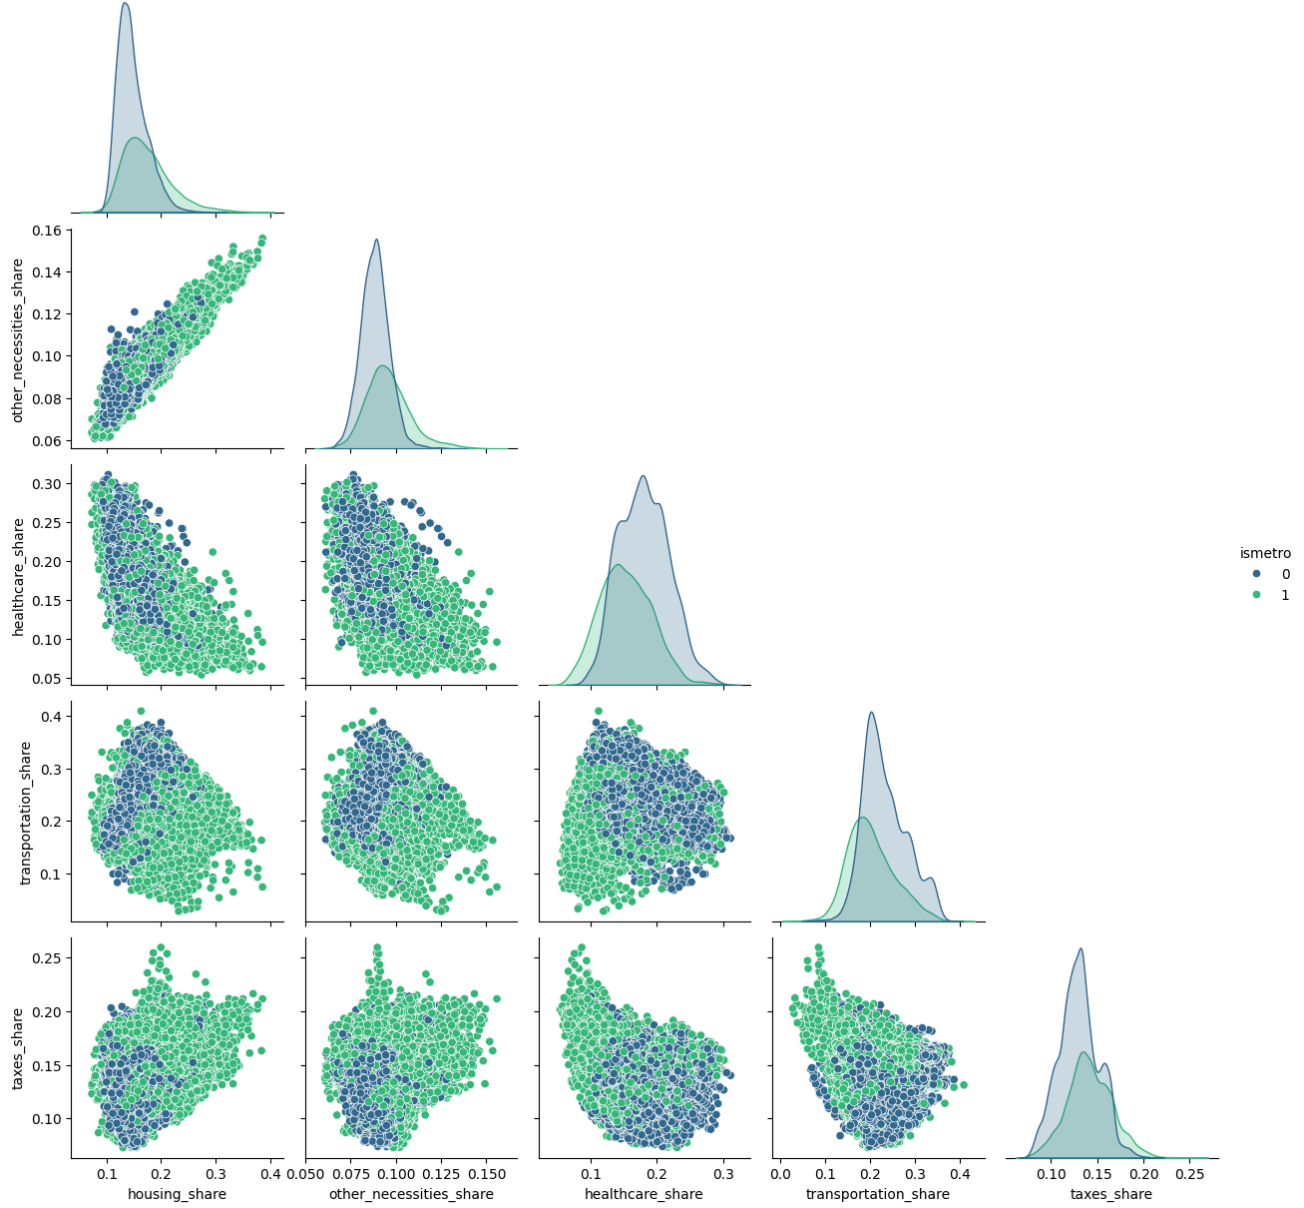 0.16
0.14
0.12
0.10
0.08
0.06
other_necessities_share
0.30
0.25
0.20
0.15
0.10
0.05
healthcare_share
ismetro
0
1
0.4
0.3
0.2
0.1
transportation_share
0.25
0.20
0.15
0.10
taxes_share
0.1 0.2 0.3 0.4
housing_share
0.050 0.075 0.100 0.125 0.150
other_necessities_share
0.1 0.2 0.3
healthcare_share
0.0 0.1 0.2 0.3 0.4
transportation_share
0.10 0.15 0.20 0.25
taxes_share